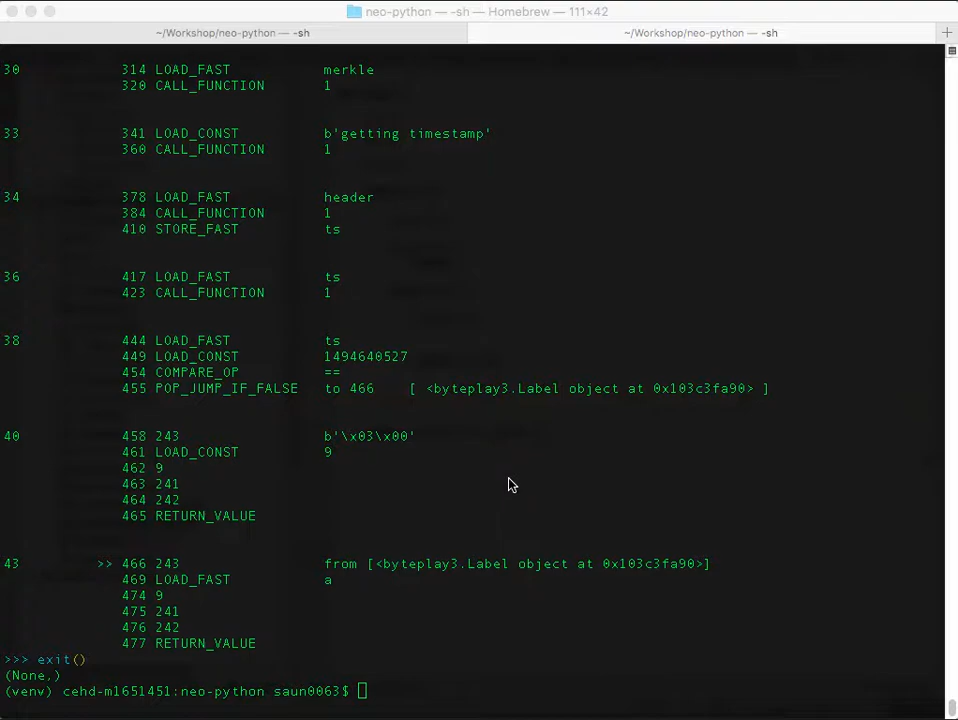 neo-python — -sh — Homebrew — 111×42
~/Workshop/neo-python — -sh ~/Workshop/neo-python — -sh +
30 314 LOAD_FAST merkle
320 CALL_FUNCTION 1
33 341 LOAD_CONST b'getting timestamp'
360 CALL_FUNCTION 1
34 378 LOAD_FAST header
384 CALL_FUNCTION 1
410 STORE_FAST ts
36 417 LOAD_FAST ts
423 CALL_FUNCTION 1
38 444 LOAD_FAST ts
449 LOAD_CONST 1494640527
454 COMPARE_OP ==
455 POP_JUMP_IF_FALSE to 466 [ <byteplay3.Label object at 0x103c3fa90> ]
40 458 243 b'\x03\x00'
461 LOAD_CONST 9
462 9
463 241
464 242
465 RETURN_VALUE
43 >> 466 243 from [<byteplay3.Label object at 0x103c3fa90>]
469 LOAD_FAST a
474 9
475 241
476 242
477 RETURN_VALUE
>>> exit()
(None,)
(venv) cehd-m1651451:neo-python saun0063$